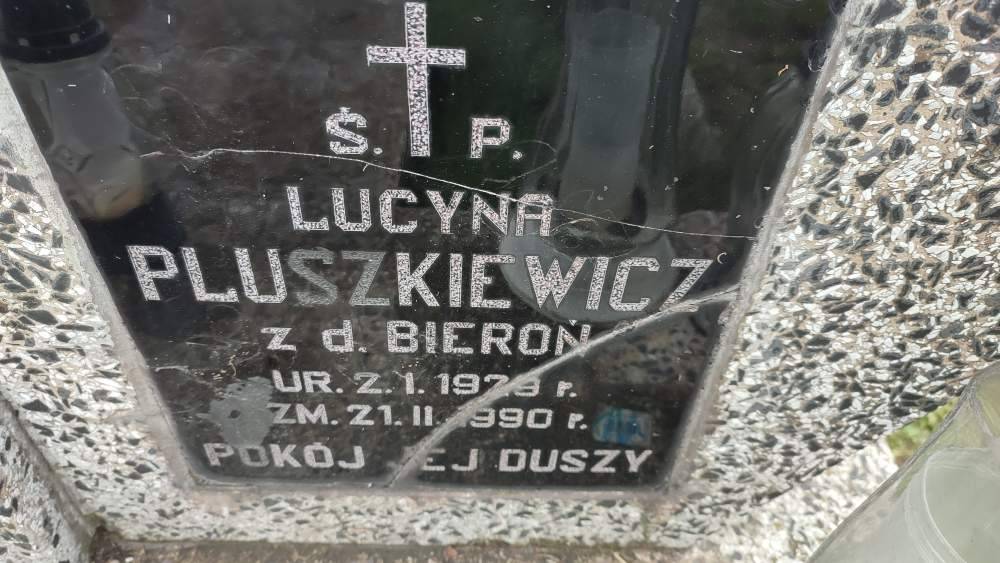 Ś. P.
LUCYNA
PLUSZKIEWICZ
z d. BIEROŃ
UR. 2. I. 1929 r.
ZM. 21. II 1990 r.
POKÓJ JEJ DUSZY